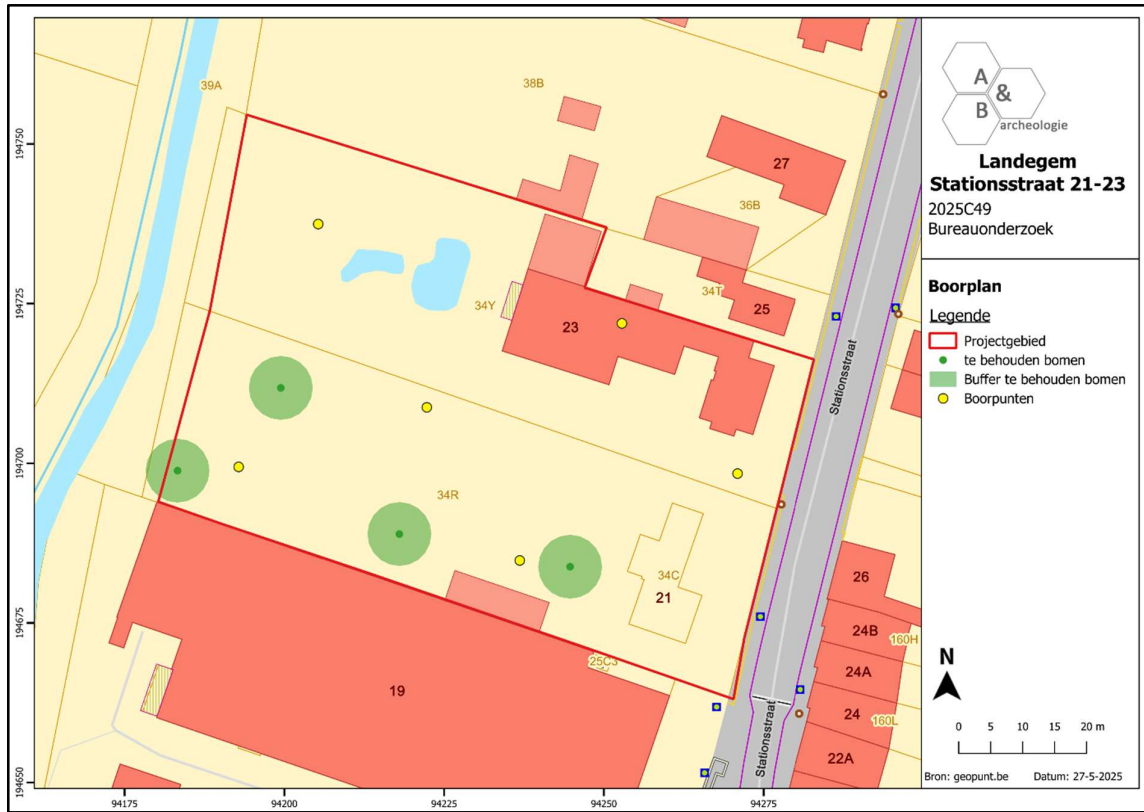 39A
38B
27
36B
34T
25
34Y
23
Stationsstraat
34R
34C
21
26
24B
160H
24A
24
160L
22A
25C3
19
Stationsstraat
194750
194725
194700
194675
194650
94175
94200
94225
94250
94275
A
&
B
archeologie
Landegem
Stationsstraat 21-23
2025C49
Bureauonderzoek
Boorplan
Legende
Projectgebied
te behouden bomen
Buffer te behouden bomen
Boorpunten
N
0 5 10 15 20 m
Bron: geopunt.be Datum: 27-5-2025